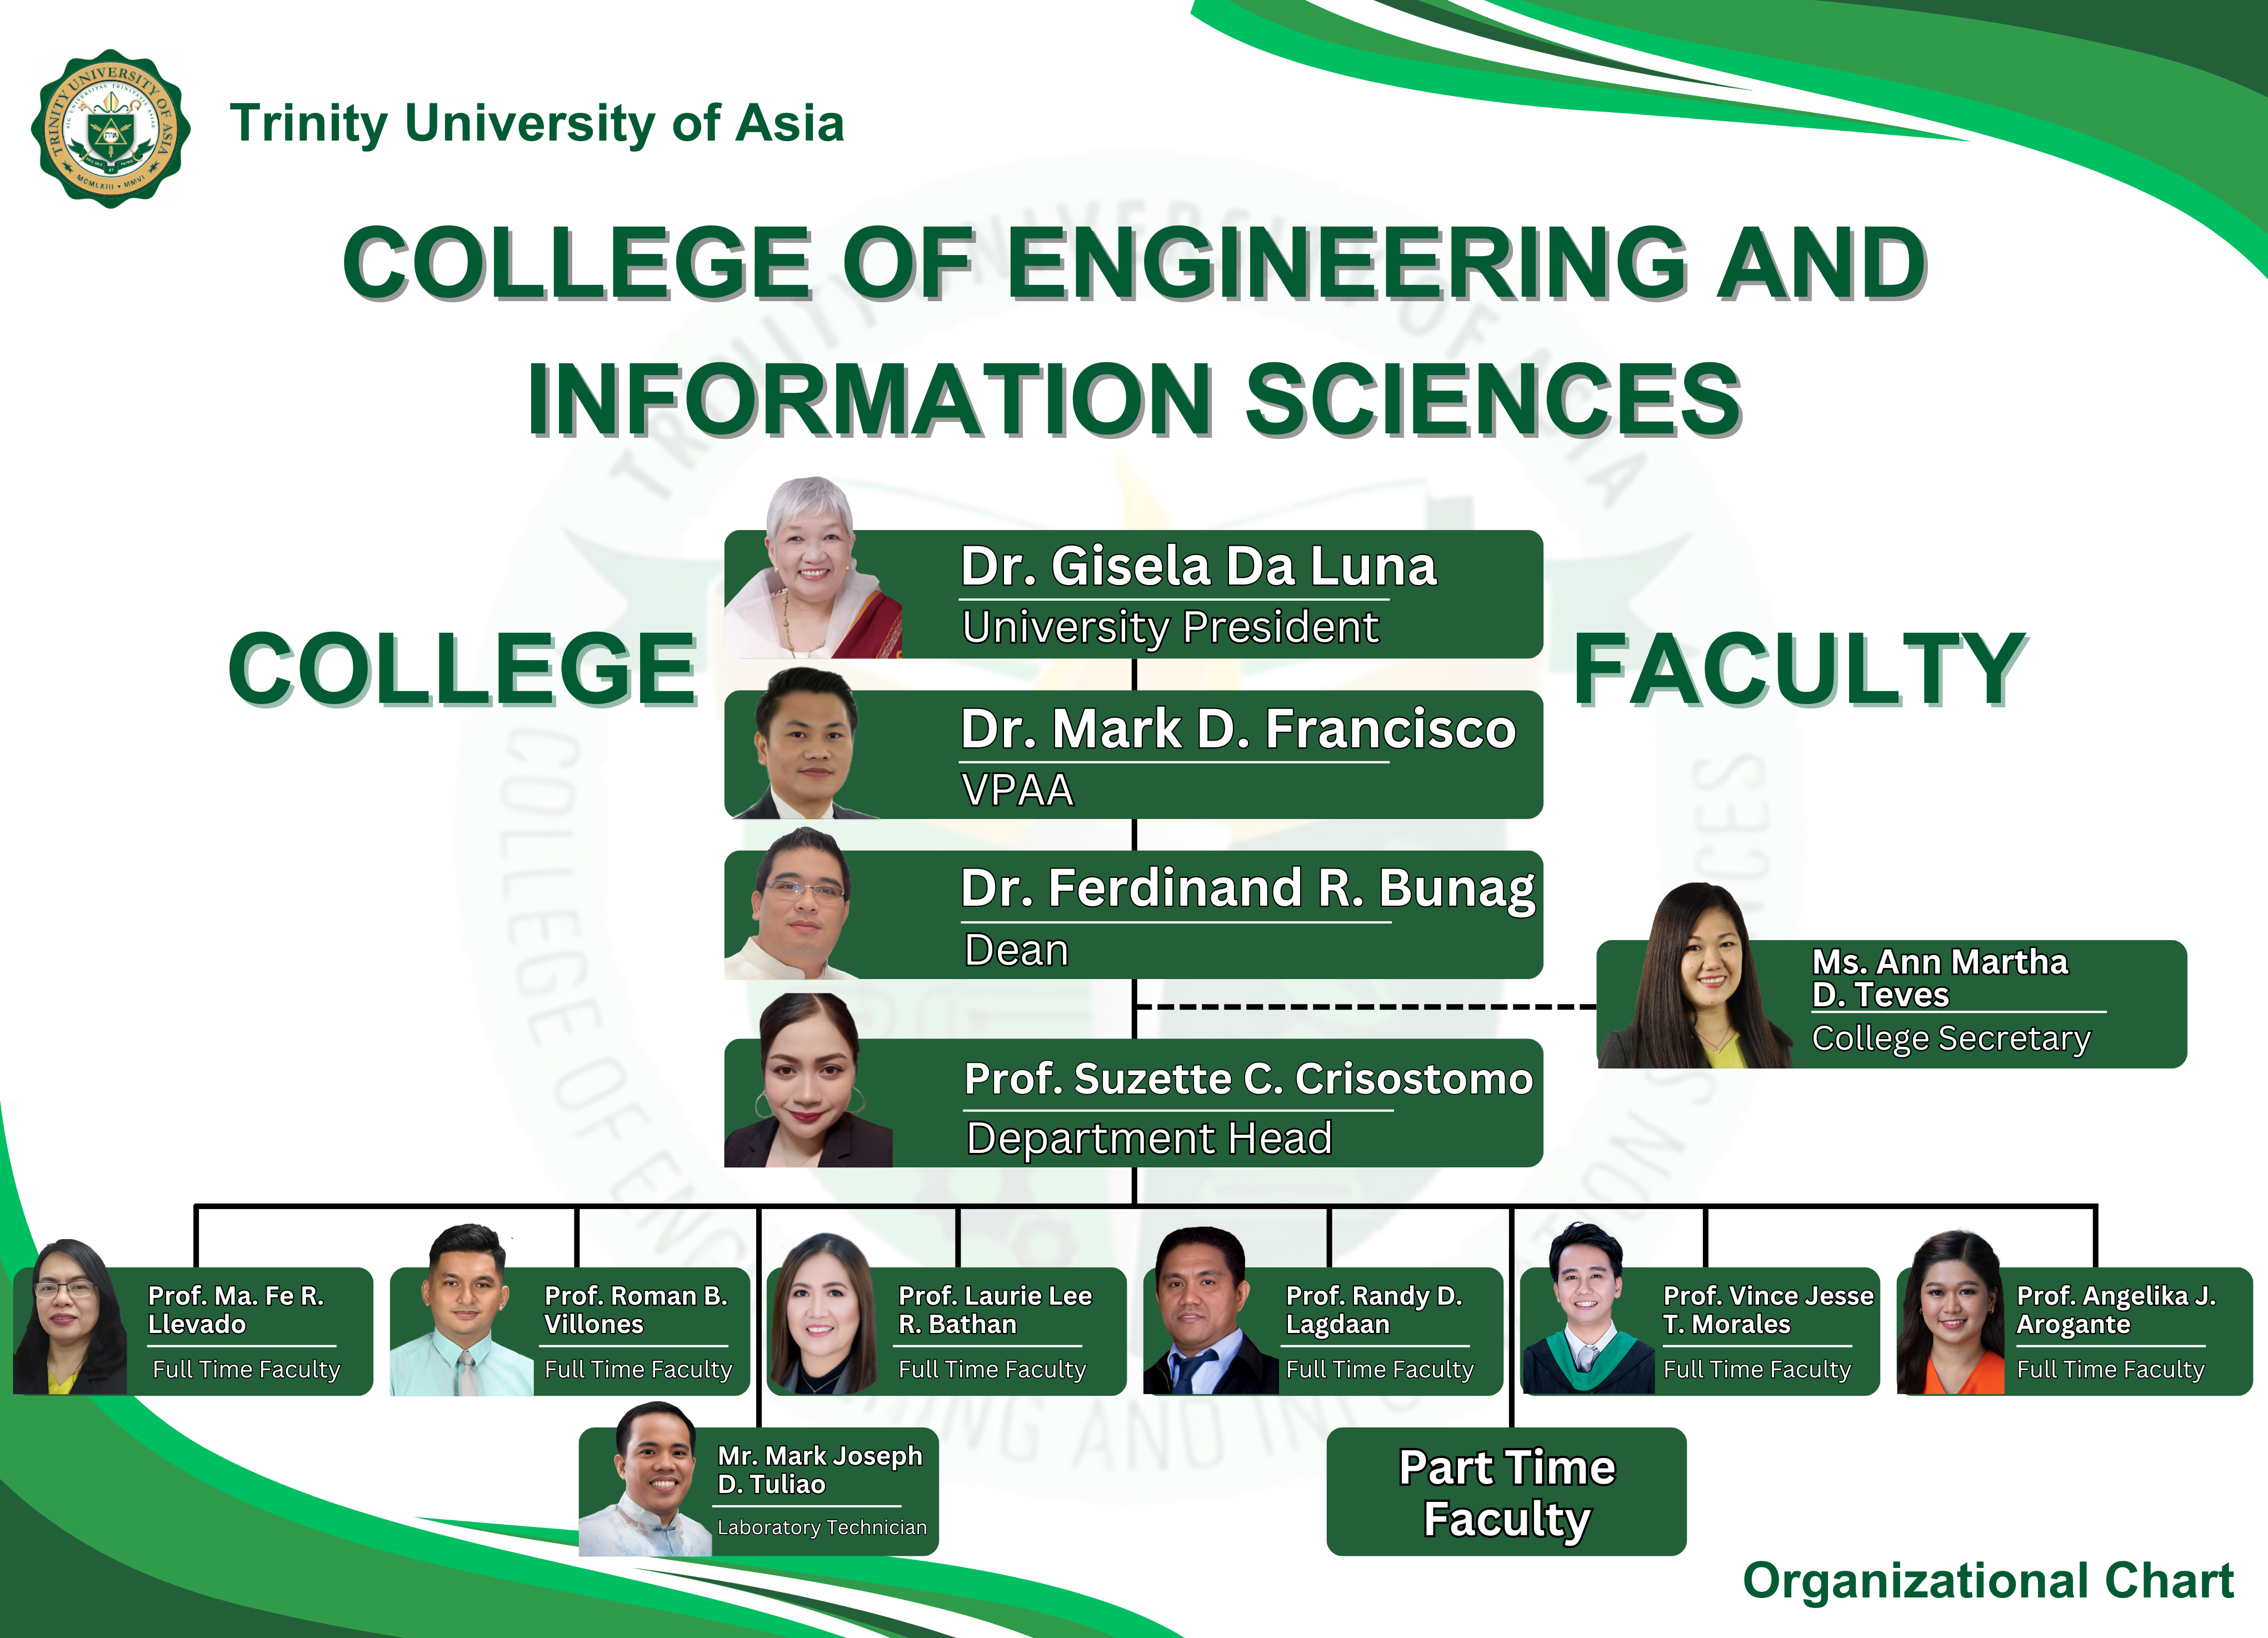 TRINITY UNIVERSITY OF ASIA
MCMLXIII • MMVI
Trinity University of Asia
COLLEGE OF ENGINEERING AND
INFORMATION SCIENCES
COLLEGE
FACULTY
Dr. Gisela Da Luna
University President
Dr. Mark D. Francisco
VPAA
Dr. Ferdinand R. Bunag
Dean
Ms. Ann Martha
D. Teves
College Secretary
Prof. Suzette C. Crisostomo
Department Head
Prof. Ma. Fe R.
Llevado
Full Time Faculty
Prof. Roman B.
Villones
Full Time Faculty
Prof. Laurie Lee
R. Bathan
Full Time Faculty
Prof. Randy D.
Lagdaan
Full Time Faculty
Prof. Vince Jesse
T. Morales
Full Time Faculty
Prof. Angelika J.
Arogante
Full Time Faculty
Mr. Mark Joseph
D. Tuliao
Laboratory Technician
Part Time
Faculty
Organizational Chart